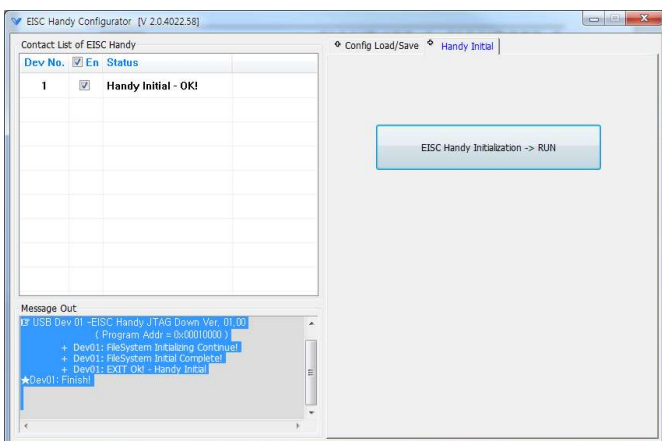 EISC Handy Configurator [V 2.0.4022.58]
Contact List of EISC Handy
Dev No. En Status
1 Handy Initial - OK!
Config Load/Save Handy Initial
EISC Handy Initialization -> RUN
Message Out
USB Dev 01 -EISC Handy JTAG Down Ver, 01,00
( Program Addr = 0x00010000 )
+ Dev01: FileSystem Initializing Continue!
+ Dev01: FileSystem Initial Complete!
+ Dev01: EXIT Ok! - Handy Initial
★Dev01: Finish!